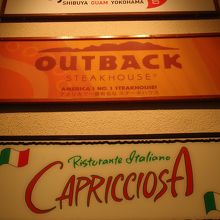 SHIBUYA GUAM YOKOHAMA
OUTBACK
STEAKHOUSE
AMERICA'S NO.1 STEAKHOUSE!
Ristorante Italiano
CAPRICCIOSA